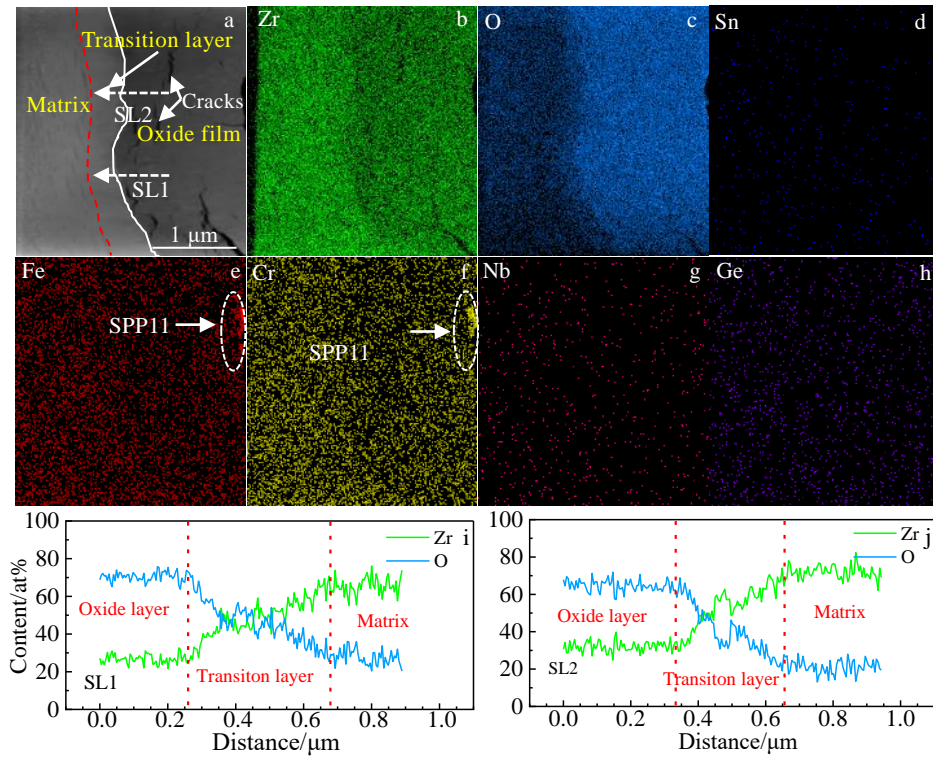 a
Transition layer
Matrix
SL2
Cracks
Oxide film
SL1
1 μm
Zr
b
O
c
Sn
d
Fe
e
SPP11
Cr
f
SPP11
Nb
g
Ge
h
100
80
60
40
20
0
Content/at%
Zr i
O
Oxide layer
Matrix
SL1
Transiton layer
0.0 0.2 0.4 0.6 0.8 1.0
Distance/μm
100
80
60
40
20
0
Zr j
O
Oxide layer
Matrix
SL2
Transiton layer
0.0 0.2 0.4 0.6 0.8 1.0
Distance/μm